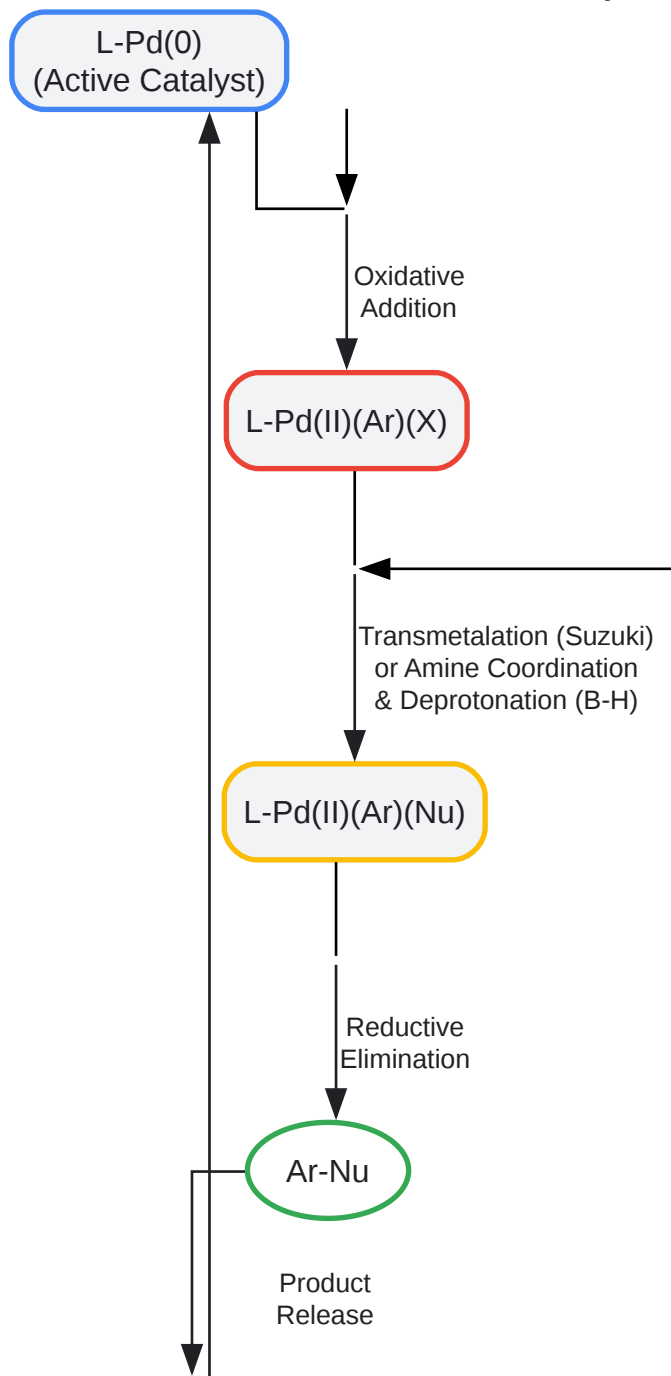 L-Pd(0)
(Active Catalyst)
Oxidative
Addition
L-Pd(II)(Ar)(X)
Transmetalation (Suzuki)
or Amine Coordination
& Deprotonation (B-H)
L-Pd(II)(Ar)(Nu)
Reductive
Elimination
Ar-Nu
Product
Release